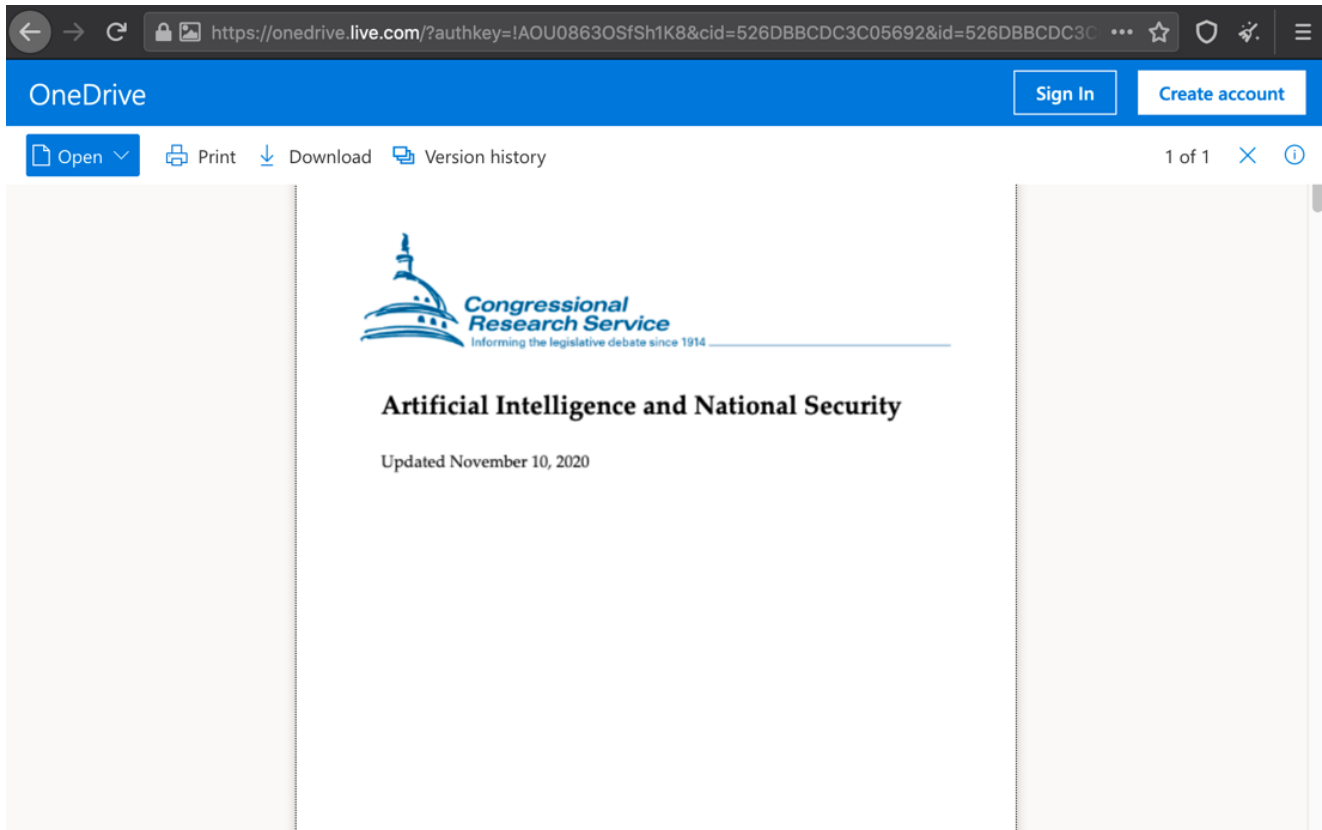 https://onedrive.live.com/?authkey=!AOU0863OSfSh1K8&cid=526DBBCDC3C05692&id=526DBBCDC3C
OneDrive
Sign In
Create account
Open
Print
Download
Version history
1 of 1
Congressional
Research Service
Informing the legislative debate since 1914
Artificial Intelligence and National Security
Updated November 10, 2020